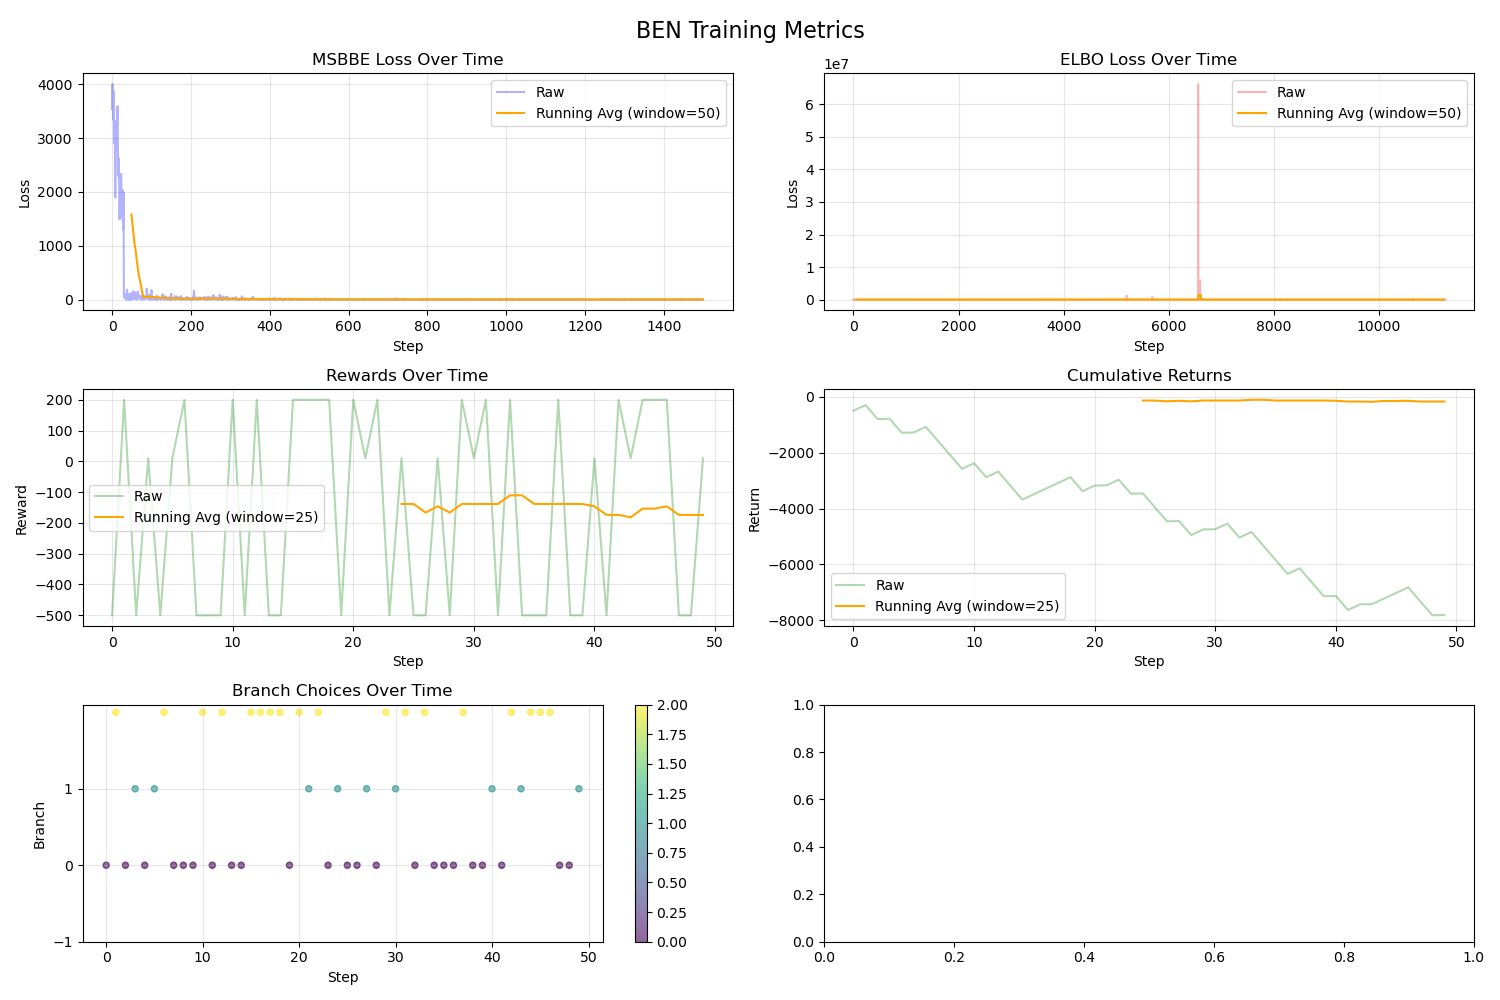 BEN Training Metrics
MSBBE Loss Over Time
4000
3000
2000
1000
0
Loss
Raw
Running Avg (window=50)
0 200 400 600 800 1000 1200 1400
Step
ELBO Loss Over Time
1e7
6
5
4
3
2
1
0
Loss
Raw
Running Avg (window=50)
0 2000 4000 6000 8000 10000
Step
Rewards Over Time
200
100
0
−100
−200
−300
−400
−500
Reward
Raw
Running Avg (window=25)
0 10 20 30 40 50
Step
Cumulative Returns
0
−2000
−4000
−6000
−8000
Return
Raw
Running Avg (window=25)
0 10 20 30 40 50
Step
Branch Choices Over Time
1
0
−1
Branch
0 10 20 30 40 50
Step
2.00
1.75
1.50
1.25
1.00
0.75
0.50
0.25
0.00
1.0
0.8
0.6
0.4
0.2
0.0
0.0 0.2 0.4 0.6 0.8 1.0